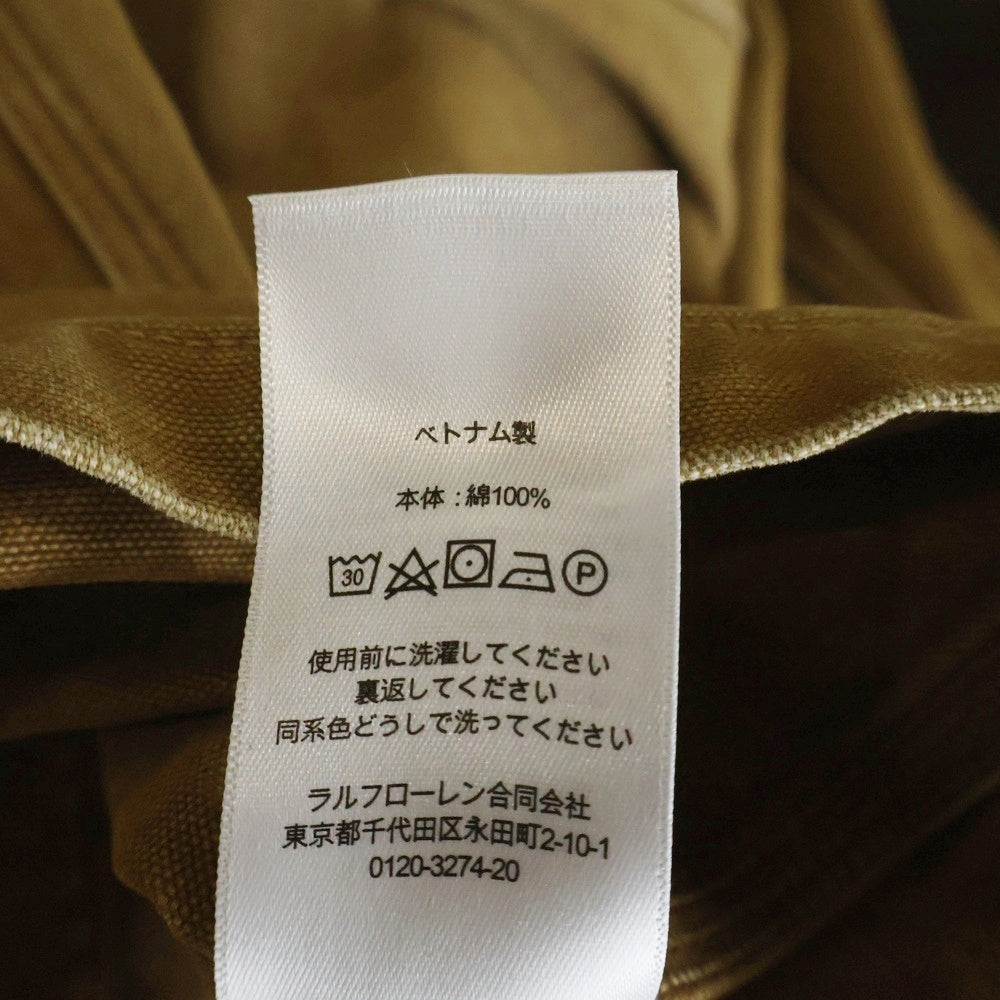 ベトナム製
本体:綿100%
30 P
使用前に洗濯してください
裏返してください
同系色どうしで洗ってください
ラルフローレン合同会社
東京都千代田区永田町2-10-1
0120-3274-20